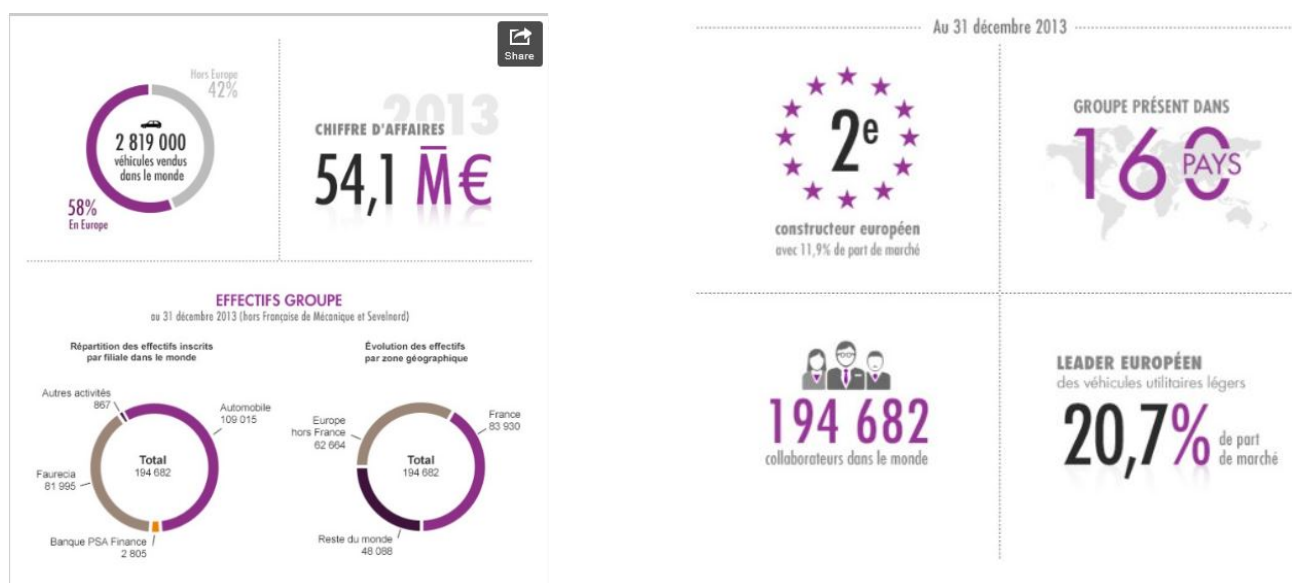 Share
Hors Europe
42%
2 819 000
véhicules vendus
dans le monde
58%
En Europe
2013
CHIFFRE D'AFFAIRES
54,1 M̅€
EFFECTIFS GROUPE
au 31 décembre 2013 (hors Française de Mécanique et Sevelnord)
Répartition des effectifs inscrits
par filiale dans le monde
Autres activités
867
Automobile
109 015
Total
194 682
Faurecia
81 995
Banque PSA Finance
2 805
Évolution des effectifs
par zone géographique
Europe
hors France
62 664
France
83 930
Total
194 682
Reste du monde
48 088
Au 31 décembre 2013
2e
constructeur européen
avec 11,9% de part de marché
GROUPE PRÉSENT DANS
160
PAYS
194 682
collaborateurs dans le monde
LEADER EUROPÉEN
des véhicules utilitaires légers
20,7%
de part
de marché